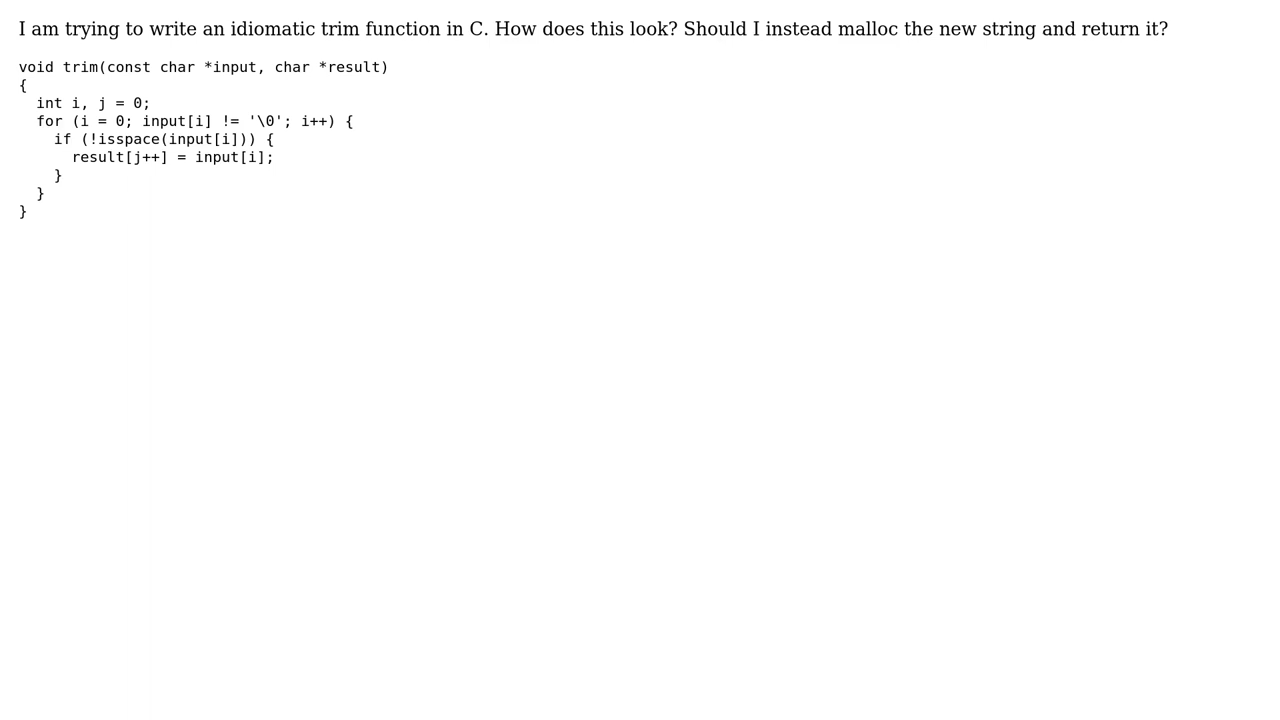 I am trying to write an idiomatic trim function in C. How does this look? Should I instead malloc the new string and return it?
void trim(const char *input, char *result)
{
  int i, j = 0;
  for (i = 0; input[i] != '\0'; i++) {
    if (!isspace(input[i])) {
      result[j++] = input[i];
    }
  }
}